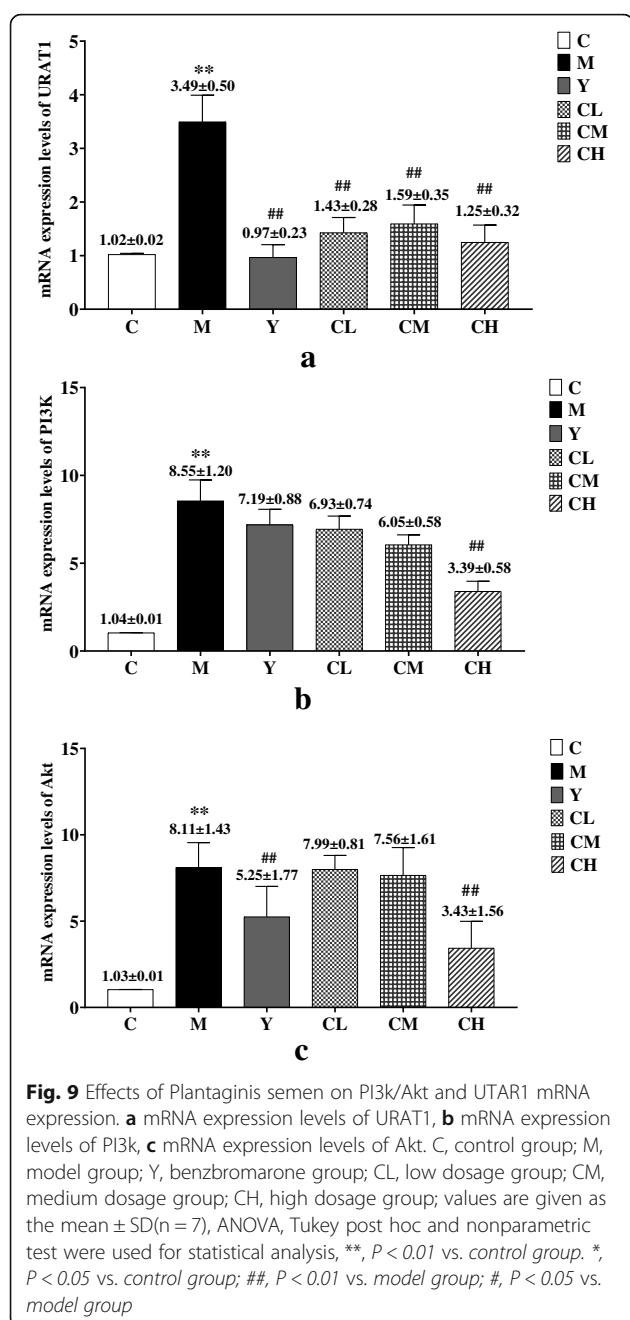 mRNA expression levels of URAT1
5
4
3
2
1
0
**
3.49±0.50
1.02±0.02
##
0.97±0.23
##
1.43±0.28
##
1.59±0.35
##
1.25±0.32
C M Y CL CM CH
C
M
Y
CL
CM
CH
a
mRNA expression levels of PI3K
15
10
5
0
**
8.55±1.20
7.19±0.88
6.93±0.74
6.05±0.58
##
3.39±0.58
1.04±0.01
C M Y CL CM CH
C
M
Y
CL
CM
CH
b
mRNA expression levels of Akt
15
10
5
0
**
8.11±1.43
##
5.25±1.77
7.99±0.81
7.56±1.61
##
3.43±1.56
1.03±0.01
C M Y CL CM CH
C
M
Y
CL
CM
CH
c
Fig. 9 Effects of Plantaginis semen on PI3k/Akt and UTAR1 mRNA
expression. a mRNA expression levels of URAT1, b mRNA expression
levels of PI3k, c mRNA expression levels of Akt. C, control group; M,
model group; Y, benzbromarone group; CL, low dosage group; CM,
medium dosage group; CH, high dosage group; values are given as
the mean ± SD(n = 7), ANOVA, Tukey post hoc and nonparametric
test were used for statistical analysis, **, P < 0.01 vs. control group. *,
P < 0.05 vs. control group; ##, P < 0.01 vs. model group; #, P < 0.05 vs.
model group